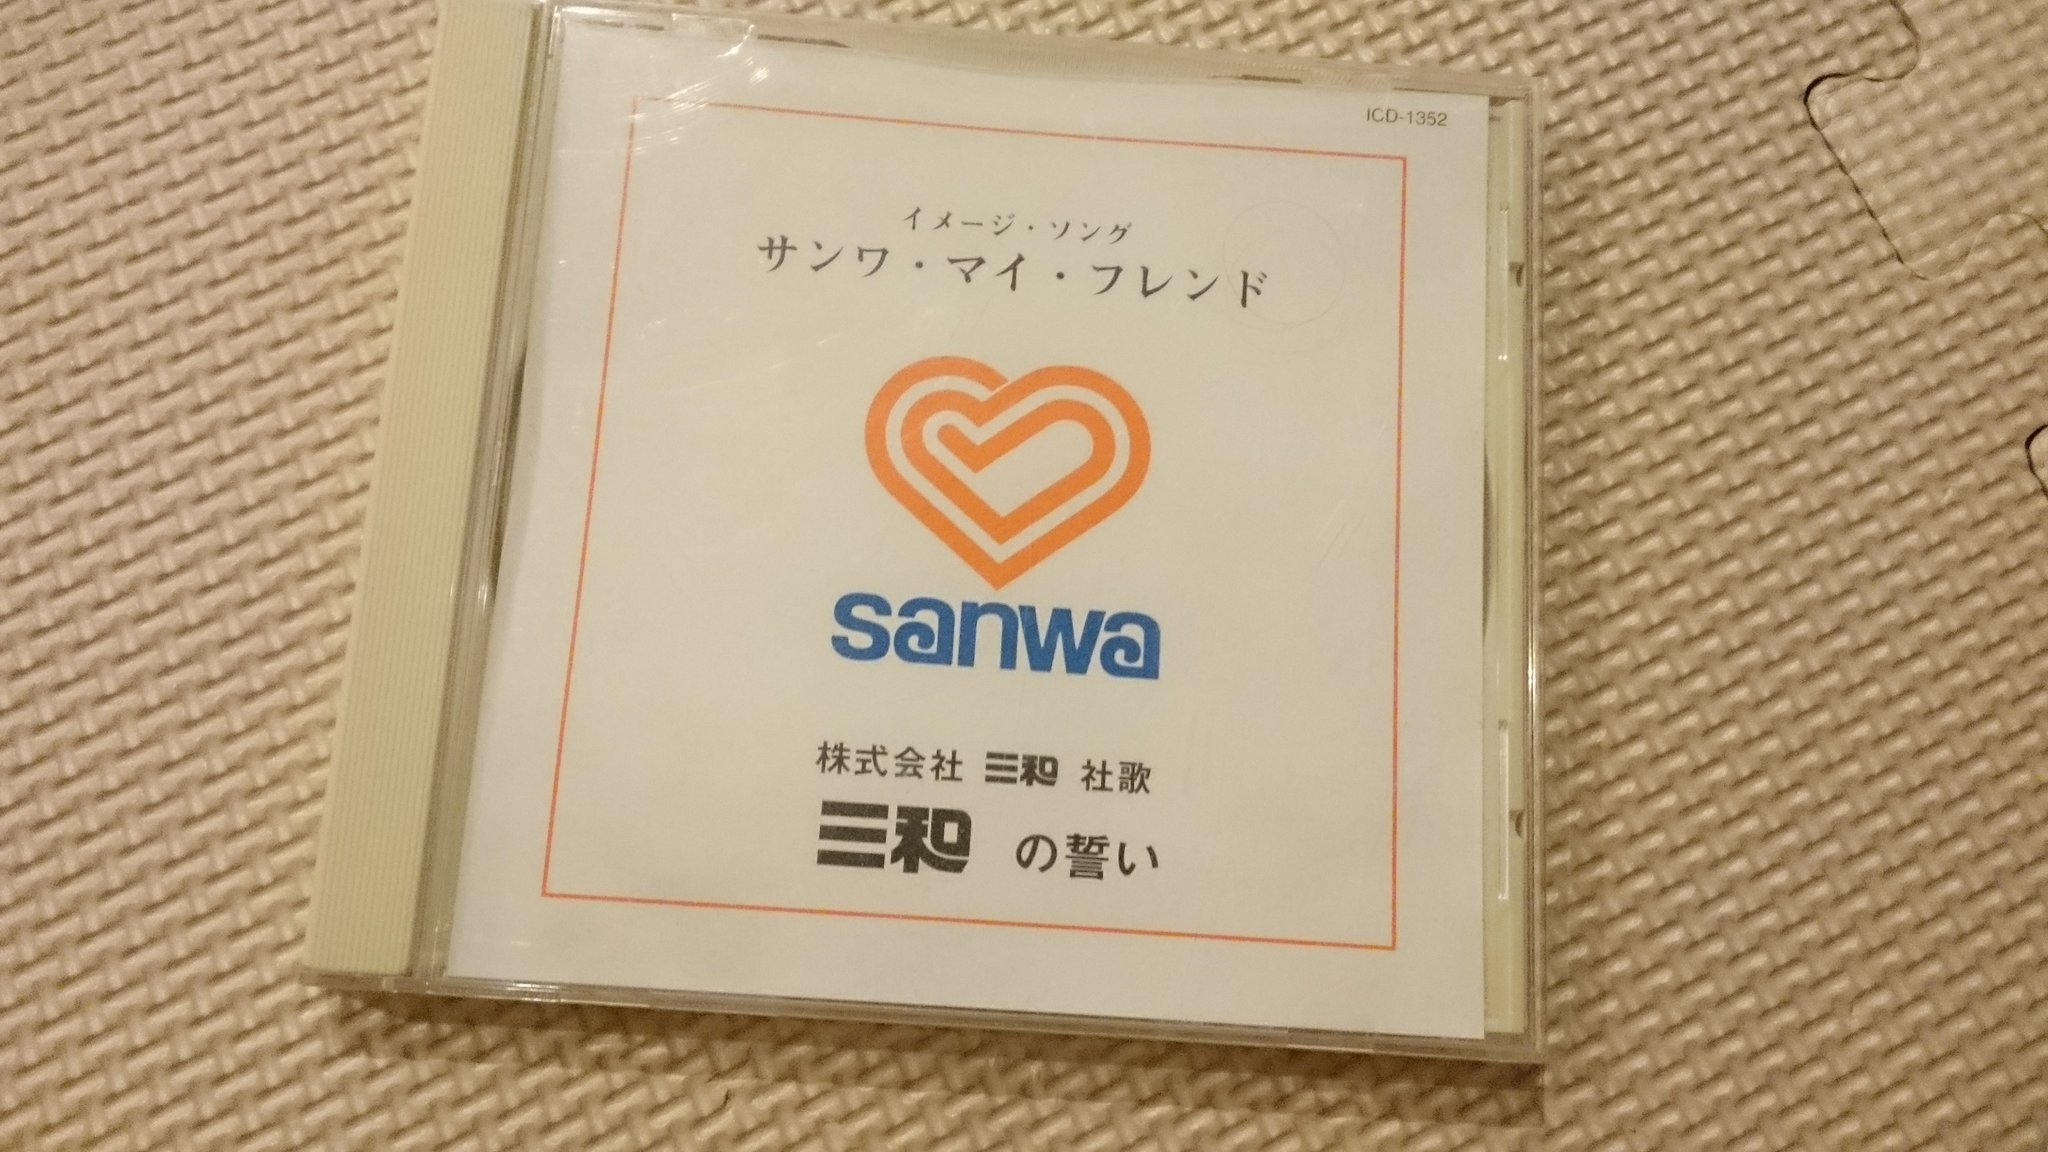 ICD-1352
イメージ・ソング
サンワ・マイ・フレンド
sanwa
株式会社 三和 社歌
三和 の誓い